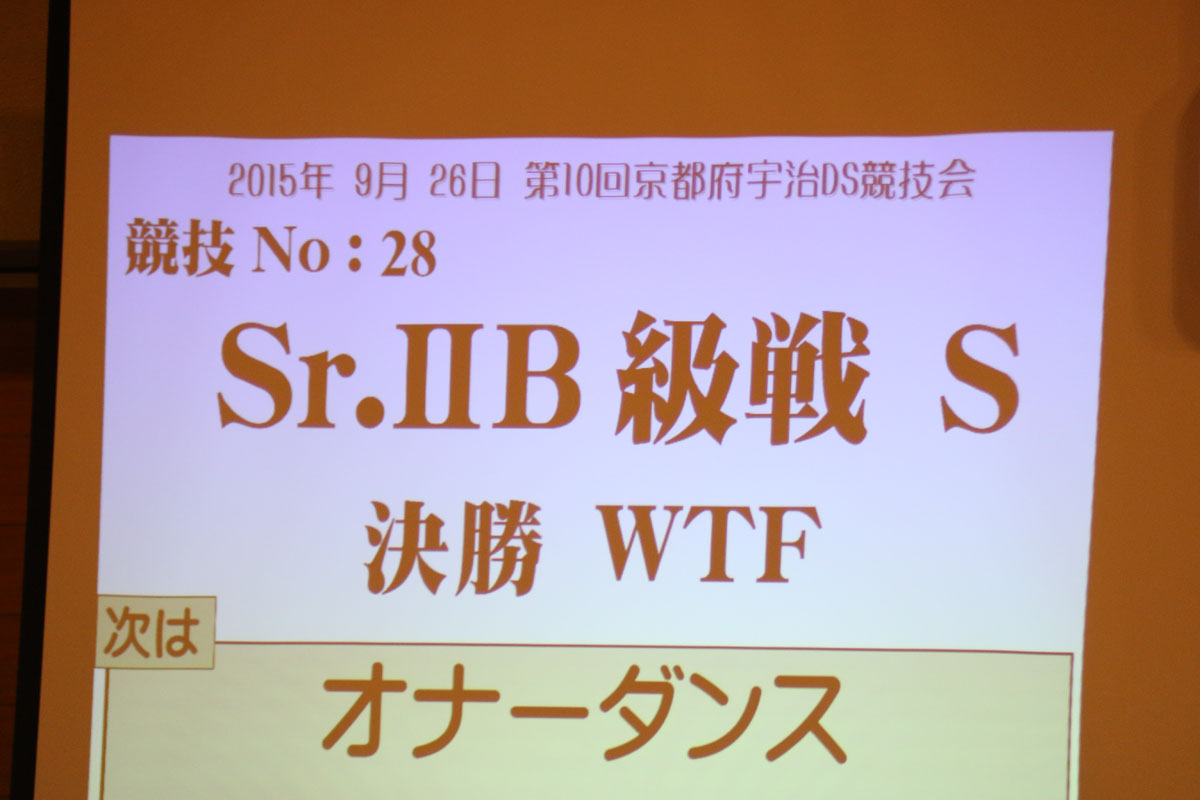 2015年 9月 26日 第10回京都府宇治DS競技会
競技 No：28
Sr.ⅡB 級戦 S
決勝 WTF
次は
オナーダンス